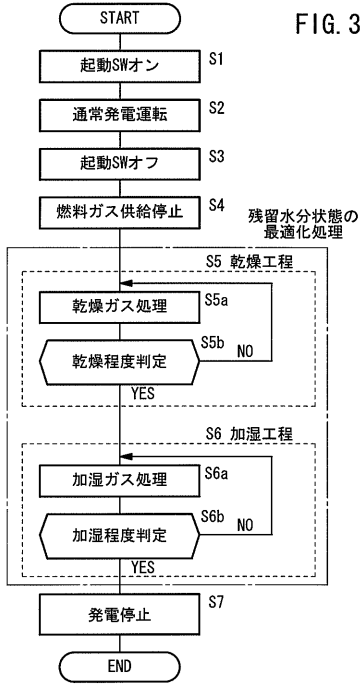 START
FIG. 3
起動SWオン
S1
通常発電運転
S2
起動SWオフ
S3
燃料ガス供給停止
S4
残留水分状態の
最適化処理
S5 乾燥工程
乾燥ガス処理
S5a
乾燥程度判定
S5b
NO
YES
S6 加湿工程
加湿ガス処理
S6a
加湿程度判定
S6b
NO
YES
発電停止
S7
END